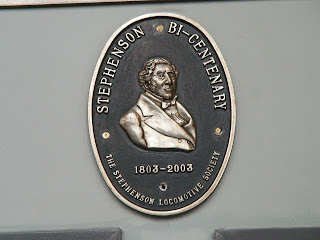 STEPHENSON BI-CENTENARY
1803-2003
THE STEPHENSON LOCOMOTIVE SOCIETY